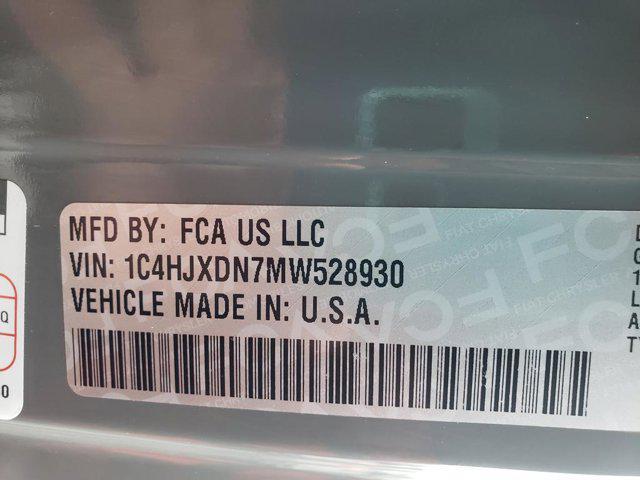 MFD BY: FCA US LLC
VIN: 1C4HJXDN7MW528930
VEHICLE MADE IN: U.S.A.